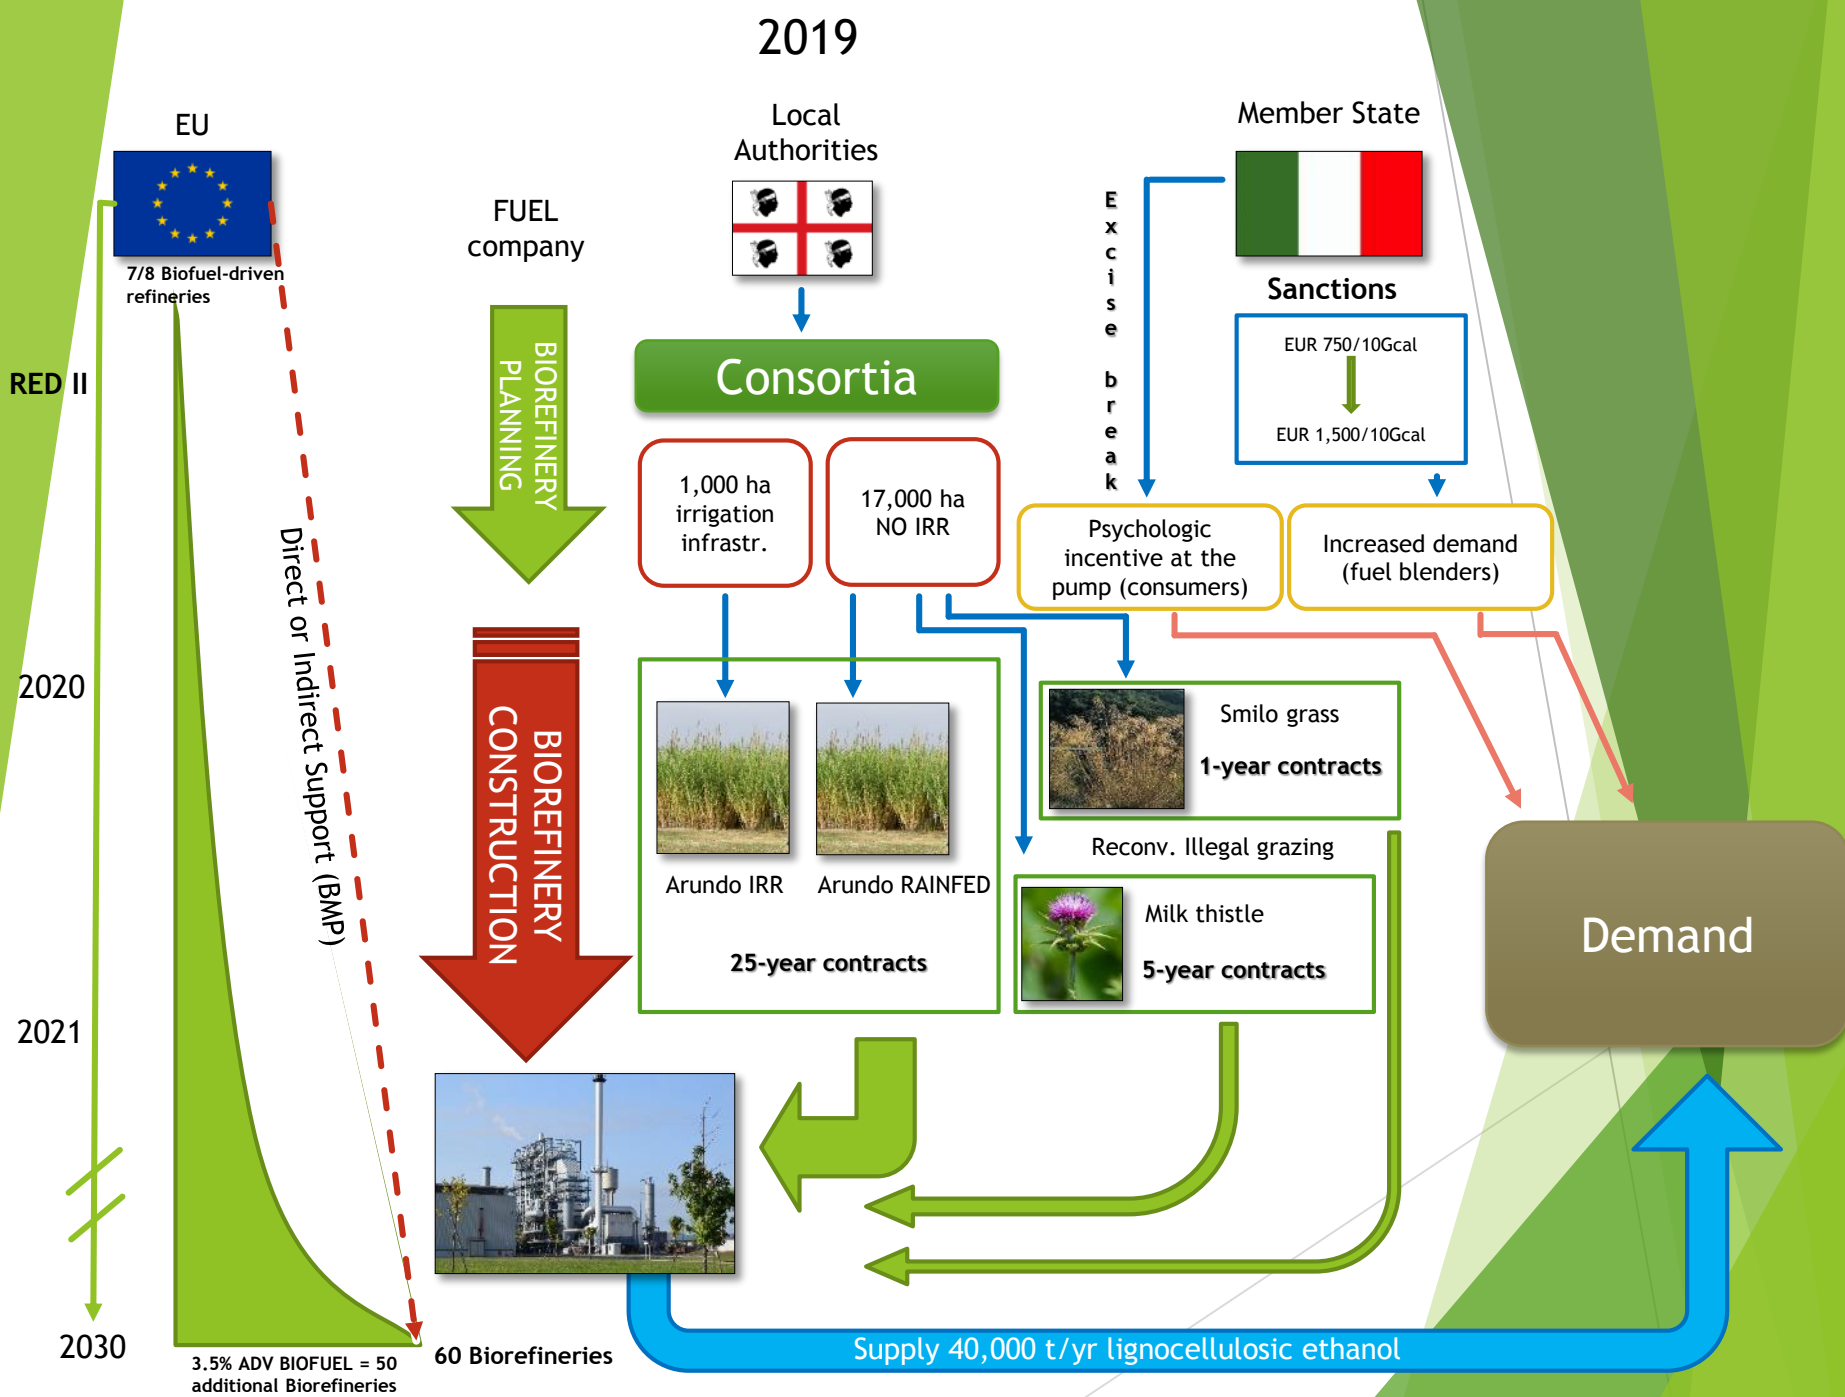 2019
EU
7/8 Biofuel-driven
refineries
RED II
2020
2021
2030
Direct or Indirect Support (BMP)
3.5% ADV BIOFUEL = 50
additional Biorefineries
FUEL
company
BIOREFINERY
PLANNING
BIOREFINERY
CONSTRUCTION
60 Biorefineries
Local
Authorities
Consortia
1,000 ha
irrigation
infrastr.
17,000 ha
NO IRR
Arundo IRR
Arundo RAINFED
25-year contracts
Member State
Excise break
Sanctions
EUR 750/10Gcal
EUR 1,500/10Gcal
Psychologic
incentive at the
pump (consumers)
Increased demand
(fuel blenders)
Smilo grass
1-year contracts
Reconv. Illegal grazing
Milk thistle
5-year contracts
Demand
Supply 40,000 t/yr lignocellulosic ethanol